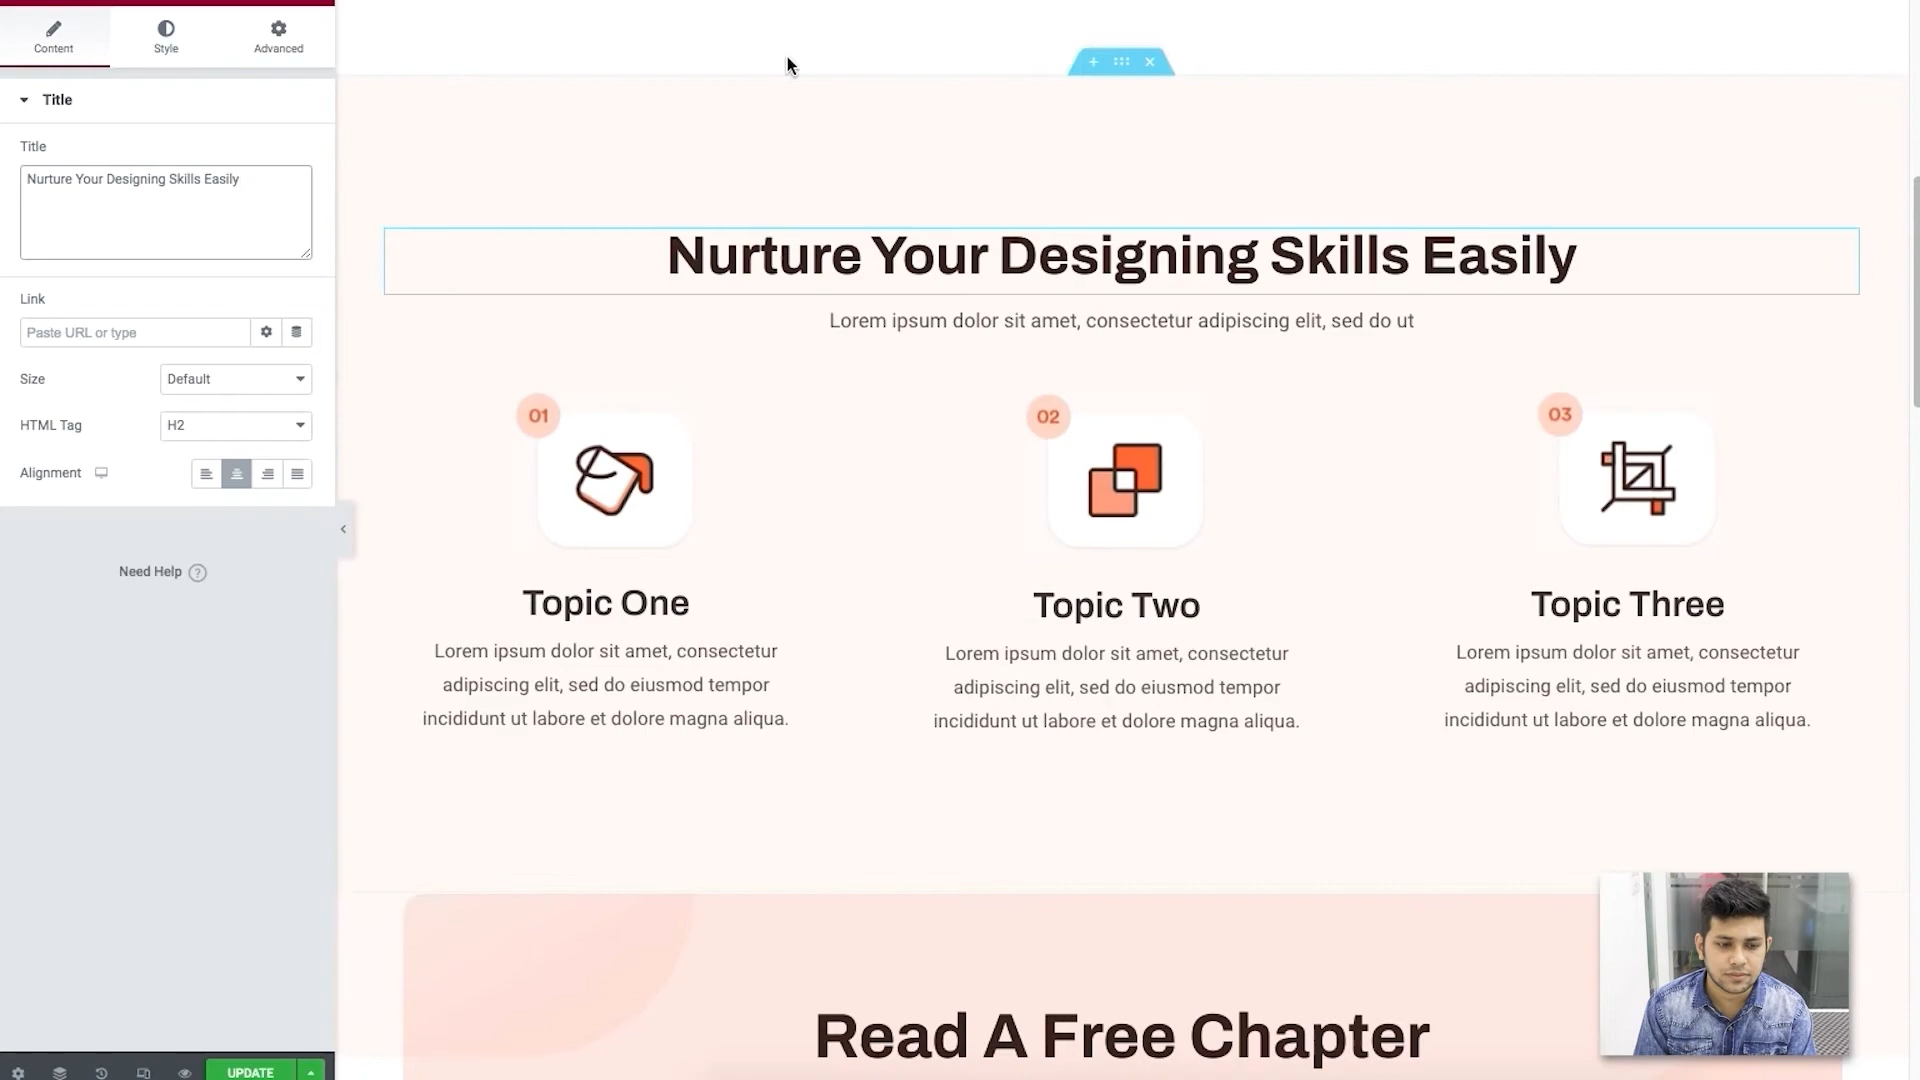 Content
Style
Advanced
Title
Title
Nurture Your Designing Skills Easily
Link
Paste URL or type
Size
Default
HTML Tag
H2
Alignment
Need Help ?
UPDATE
Nurture Your Designing Skills Easily
Lorem ipsum dolor sit amet, consectetur adipiscing elit, sed do ut
01
Topic One
Lorem ipsum dolor sit amet, consectetur
adipiscing elit, sed do eiusmod tempor
incididunt ut labore et dolore magna aliqua.
02
Topic Two
Lorem ipsum dolor sit amet, consectetur
adipiscing elit, sed do eiusmod tempor
incididunt ut labore et dolore magna aliqua.
03
Topic Three
Lorem ipsum dolor sit amet, consectetur
adipiscing elit, sed do eiusmod tempor
incididunt ut labore et dolore magna aliqua.
Read A Free Chapter